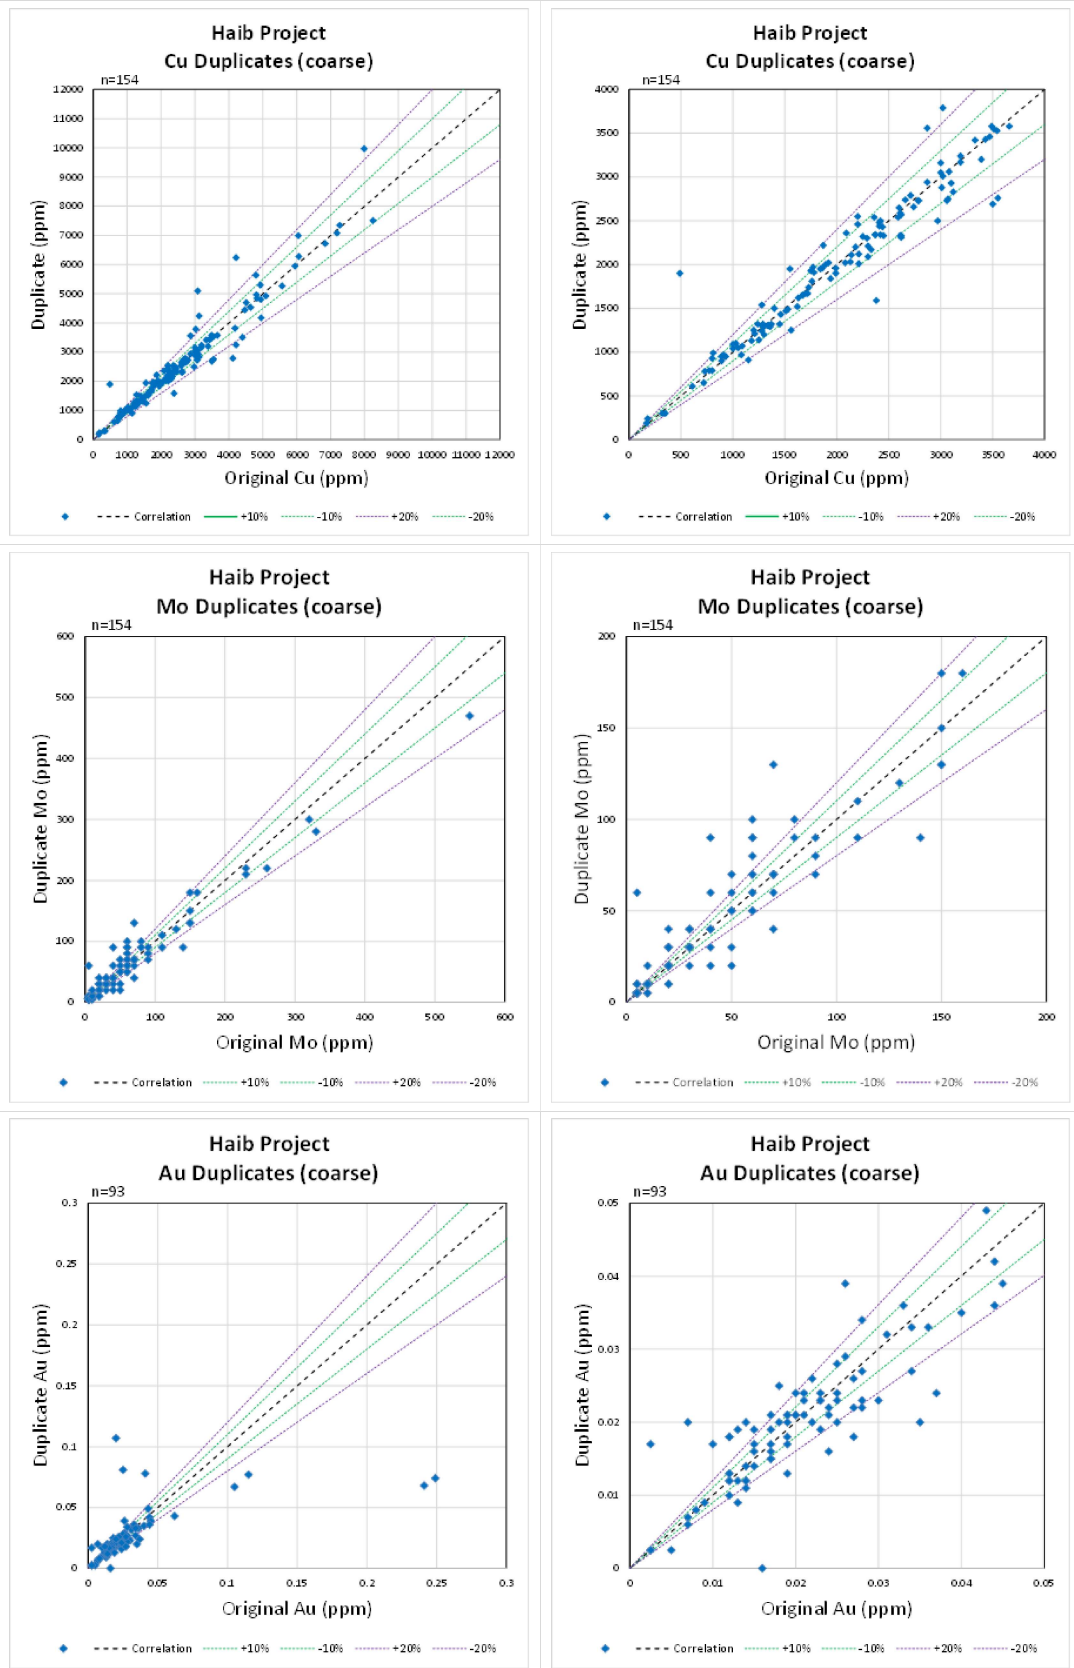 Haib Project
Cu Duplicates (coarse)
n=154
12000
11000
10000
9000
8000
7000
6000
5000
4000
3000
2000
1000
0
0 1000 2000 3000 4000 5000 6000 7000 8000 9000 10000 11000 12000
Duplicate (ppm)
Original Cu (ppm)
Correlation +10% -10% +20% -20%
Haib Project
Cu Duplicates (coarse)
n=154
4000
3500
3000
2500
2000
1500
1000
500
0
0 500 1000 1500 2000 2500 3000 3500 4000
Duplicate (ppm)
Original Cu (ppm)
Correlation +10% -10% +20% -20%
Haib Project
Mo Duplicates (coarse)
n=154
600
500
400
300
200
100
0
0 100 200 300 400 500 600
Duplicate Mo (ppm)
Original Mo (ppm)
Correlation +10% -10% +20% -20%
Haib Project
Mo Duplicates (coarse)
n=154
200
150
100
50
0
0 50 100 150 200
Duplicate Mo (ppm)
Original Mo (ppm)
Correlation +10% -10% +20% -20%
Haib Project
Au Duplicates (coarse)
n=93
0.3
0.25
0.2
0.15
0.1
0.05
0
0 0.05 0.1 0.15 0.2 0.25 0.3
Duplicate Au (ppm)
Original Au (ppm)
Correlation +10% -10% +20% -20%
Haib Project
Au Duplicates (coarse)
n=93
0.05
0.04
0.03
0.02
0.01
0
0 0.01 0.02 0.03 0.04 0.05
Duplicate Au (ppm)
Original Au (ppm)
Correlation +10% -10% +20% -20%